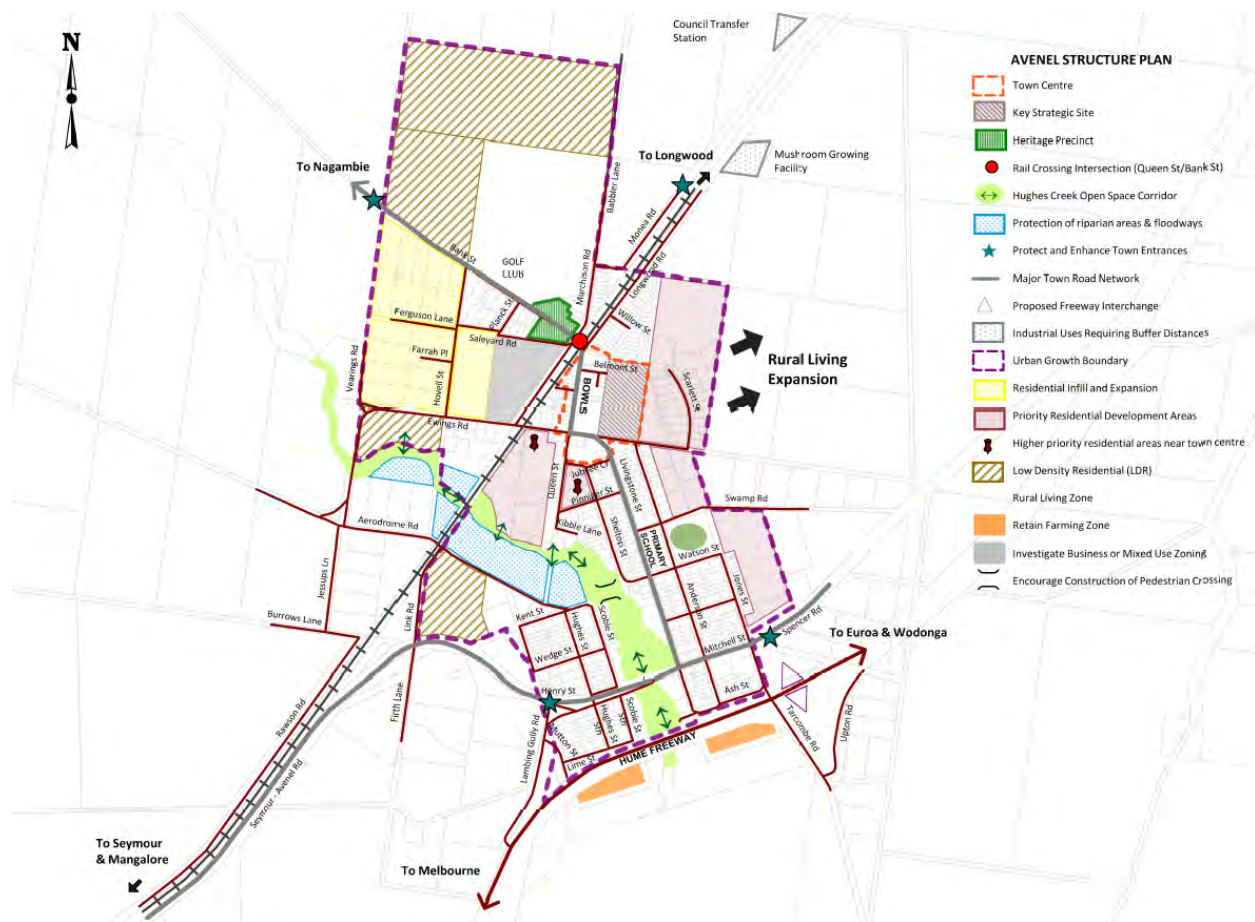 Council Transfer
Station
N
AVENEL STRUCTURE PLAN
Town Centre
Key Strategic Site
Heritage Precinct
Rail Crossing Intersection (Queen St/Bank St)
Hughes Creek Open Space Corridor
Protection of riparian areas & floodways
Protect and Enhance Town Entrances
Major Town Road Network
Proposed Freeway Interchange
Industrial Uses Requiring Buffer Distances
Urban Growth Boundary
Residential Infill and Expansion
Priority Residential Development Areas
Higher priority residential areas near town centre
Low Density Residential (LDR)
Rural Living Zone
Retain Farming Zone
Investigate Business or Mixed Use Zoning
Encourage Construction of Pedestrian Crossing
To Nagambie
To Longwood
Mushroom Growing
Facility
Babbler Lane
Monea Rd
Longwood Rd
Murchison Rd
Bank St
GOLF
CLUB
Planck St
Ferguson Lane
Saleyard Rd
Willow St
Farrah Pl
Hovell St
Vearings Rd
Belmont St
BOWLS
Rural Living
Expansion
Scarlett St
Ewings Rd
Queen St
Jubilee Cr
Pinniger St
Livingstone St
Kibble Lane
Shelton St
Swamp Rd
PRIMARY
SCHOOL
Watson St
Aerodrome Rd
Jessups Ln
Burrows Lane
Link Rd
Kent St
Hughes St
Scobie St
Anderson St
Jones St
Wedge St
Mitchell St
Spencer Rd
To Euroa & Wodonga
Henry St
Ash St
Firth Lane
Lambing Gully Rd
Mutton St
Hughes St
Sth
Scobie St
Sth
Lime St
HUME FREEWAY
Tarcombe Rd
Upton Rd
Rawson Rd
Seymour - Avenel Rd
To Seymour
& Mangalore
To Melbourne